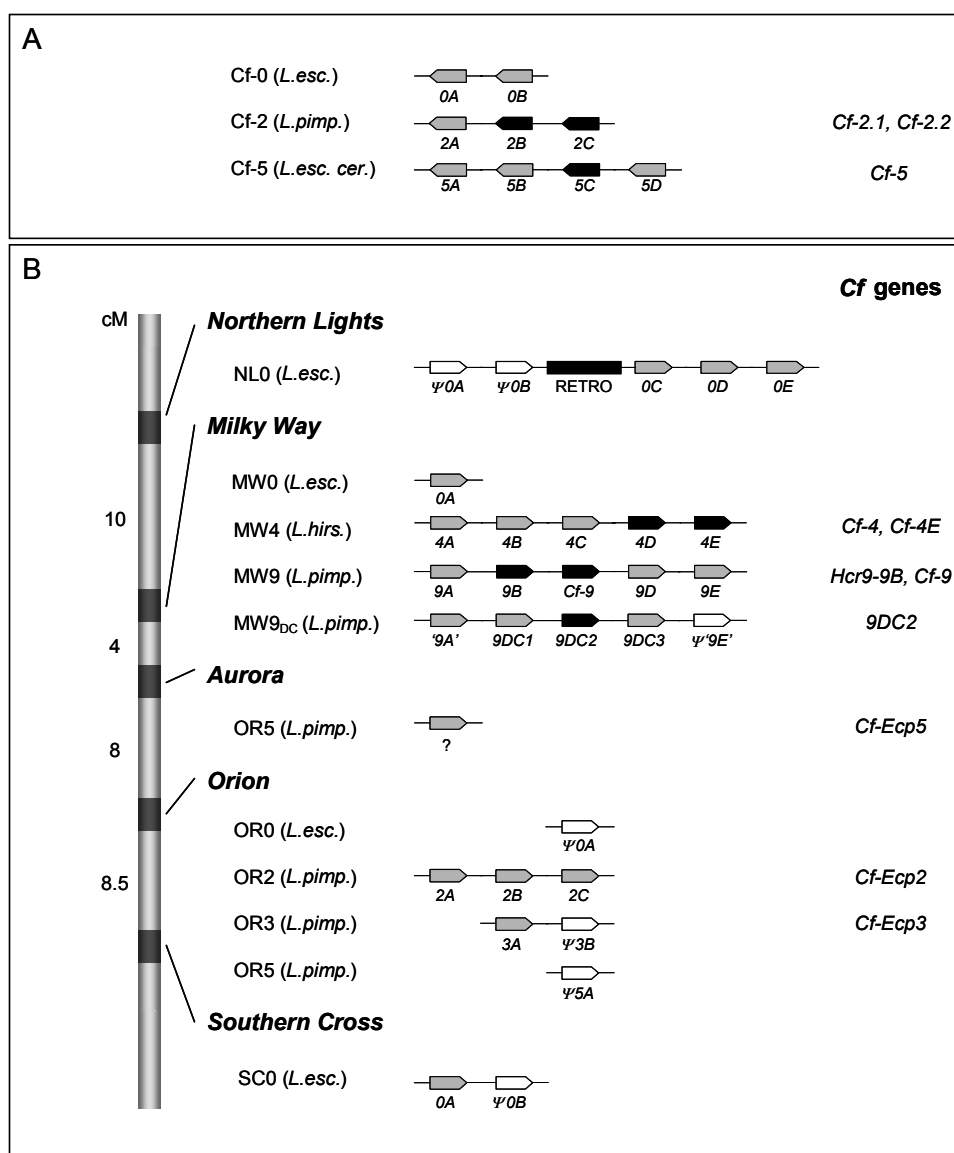 A
Cf-0 (L.esc.)
0A 0B
Cf-2 (L.pimp.) Cf-2.1, Cf-2.2
2A 2B 2C
Cf-5 (L.esc. cer.) Cf-5
5A 5B 5C 5D
B
Cf genes
cM
Northern Lights
NL0 (L.esc.)
Ψ0A Ψ0B RETRO 0C 0D 0E
Milky Way
MW0 (L.esc.)
0A
10
MW4 (L.hirs.) Cf-4, Cf-4E
4A 4B 4C 4D 4E
MW9 (L.pimp.) Hcr9-9B, Cf-9
9A 9B Cf-9 9D 9E
MW9DC (L.pimp.) 9DC2
'9A' 9DC1 9DC2 9DC3 Ψ'9E'
4
Aurora
OR5 (L.pimp.) Cf-Ecp5
?
8
Orion
OR0 (L.esc.)
Ψ0A
8.5
OR2 (L.pimp.) Cf-Ecp2
2A 2B 2C
OR3 (L.pimp.) Cf-Ecp3
3A Ψ3B
OR5 (L.pimp.)
Ψ5A
Southern Cross
SC0 (L.esc.)
0A Ψ0B